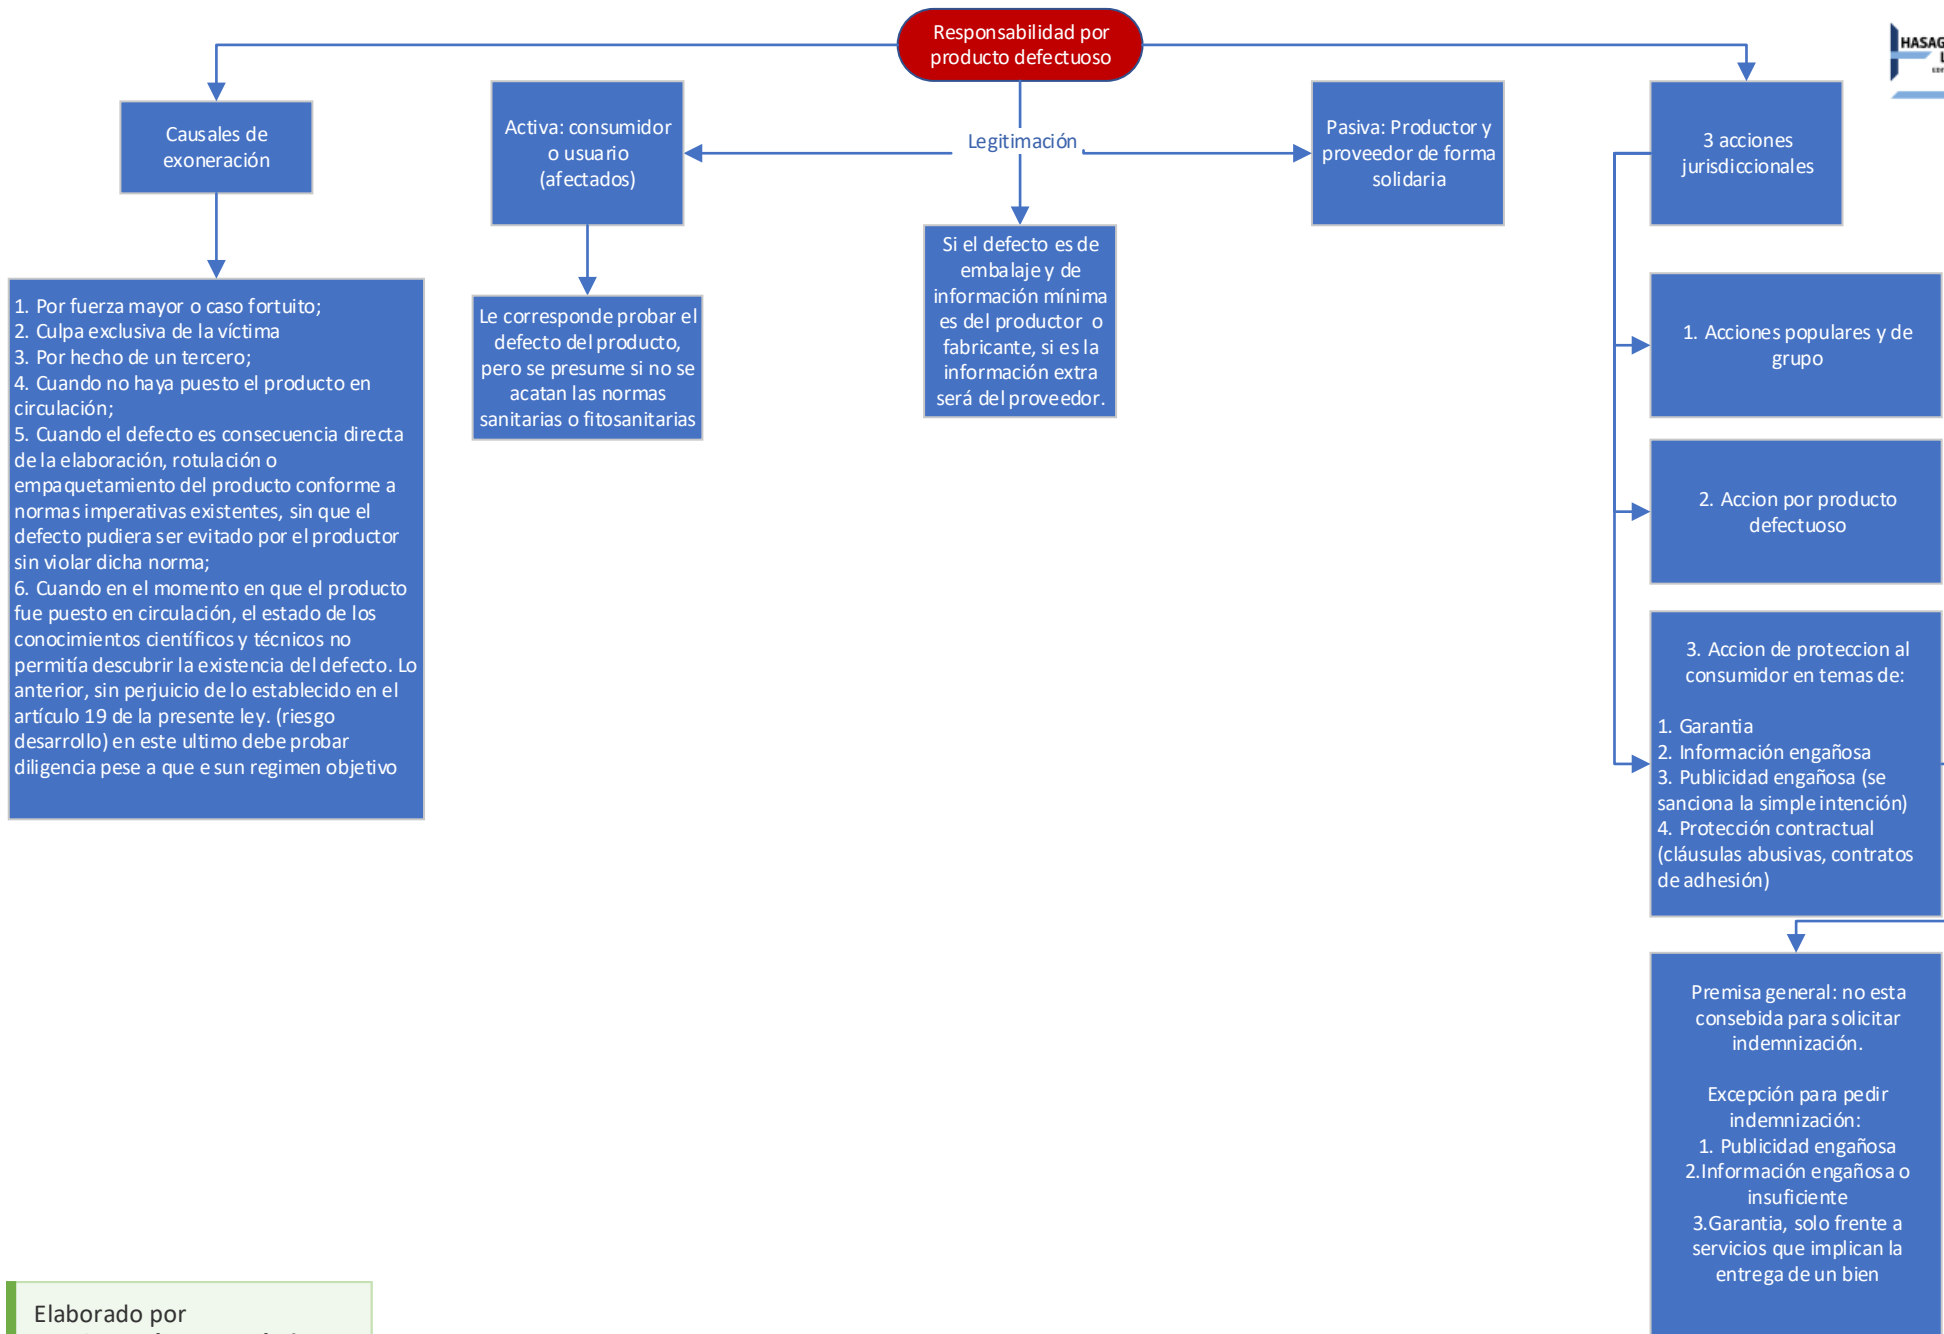 Responsabilidad por
producto defectuoso
HASAG
Causales de
exoneración
Activa: consumidor
o usuario
(afectados)
Legitimación
Pasiva: Productor y
proveedor de forma
solidaria
3 acciones
jurisdiccionales
1. Por fuerza mayor o caso fortuito;
2. Culpa exclusiva de la víctima
3. Por hecho de un tercero;
4. Cuando no haya puesto el producto en
circulación;
5. Cuando el defecto es consecuencia directa
de la elaboración, rotulación o
empaquetamiento del producto conforme a
normas imperativas existentes, sin que el
defecto pudiera ser evitado por el productor
sin violar dicha norma;
6. Cuando en el momento en que el producto
fue puesto en circulación, el estado de los
conocimientos científicos y técnicos no
permitía descubrir la existencia del defecto. Lo
anterior, sin perjuicio de lo establecido en el
artículo 19 de la presente ley. (riesgo
desarrollo) en este ultimo debe probar
diligencia pese a que e sun regimen objetivo
Le corresponde probar el
defecto del producto,
pero se presume si no se
acatan las normas
sanitarias o fitosanitarias
Si el defecto es de
embalaje y de
información mínima
es del productor o
fabricante, si es la
información extra
será del proveedor.
1. Acciones populares y de
grupo
2. Accion por producto
defectuoso
3. Accion de proteccion al
consumidor en temas de:
1. Garantia
2. Información engañosa
3. Publicidad engañosa (se
sanciona la simple intención)
4. Protección contractual
(cláusulas abusivas, contratos
de adhesión)
Premisa general: no esta
consebida para solicitar
indemnización.
Excepción para pedir
indemnización:
1. Publicidad engañosa
2.Información engañosa o
insuficiente
3.Garantia, solo frente a
servicios que implican la
entrega de un bien
Elaborado por